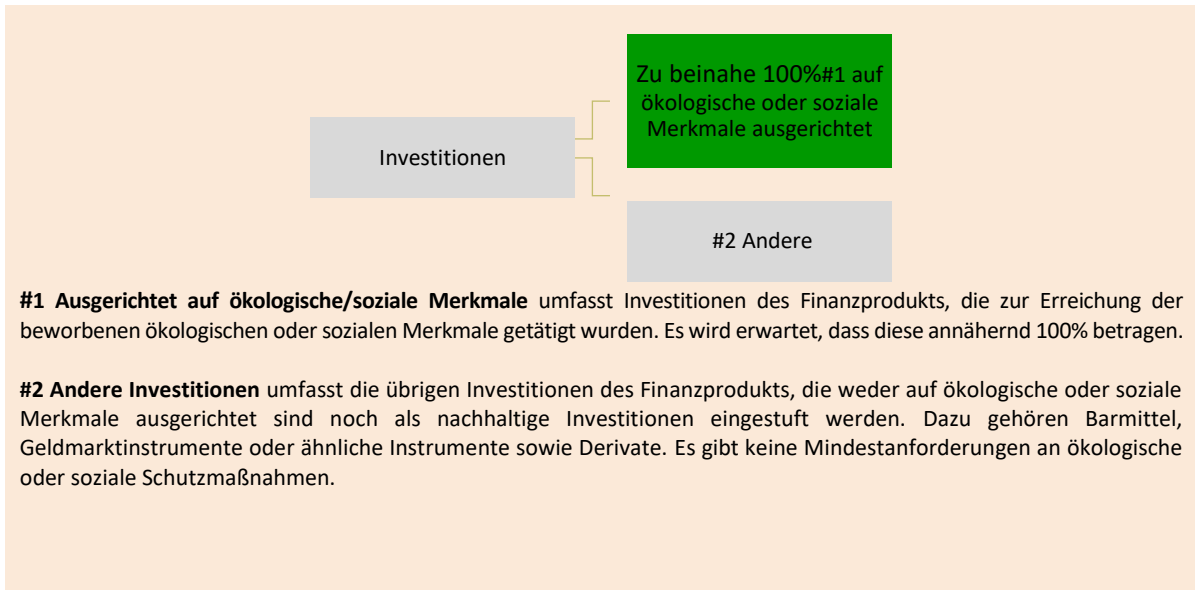 Zu beinahe 100%#1 auf
ökologische oder soziale
Merkmale ausgerichtet
Investitionen
#2 Andere
#1 Ausgerichtet auf ökologische/soziale Merkmale umfasst Investitionen des Finanzprodukts, die zur Erreichung der
beworbenen ökologischen oder sozialen Merkmale getätigt wurden. Es wird erwartet, dass diese annähernd 100% betragen.
#2 Andere Investitionen umfasst die übrigen Investitionen des Finanzprodukts, die weder auf ökologische oder soziale
Merkmale ausgerichtet sind noch als nachhaltige Investitionen eingestuft werden. Dazu gehören Barmittel,
Geldmarktinstrumente oder ähnliche Instrumente sowie Derivate. Es gibt keine Mindestanforderungen an ökologische
oder soziale Schutzmaßnahmen.